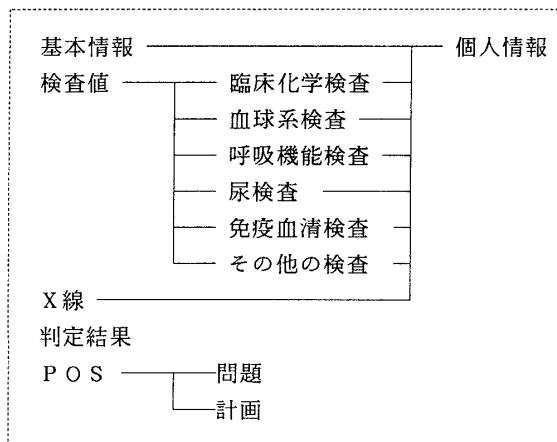 基本情報 個人情報
検査値 臨床化学検査
血球系検査
呼吸機能検査
尿検査
免疫血清検査
その他の検査
X線
判定結果
POS 問題
計画